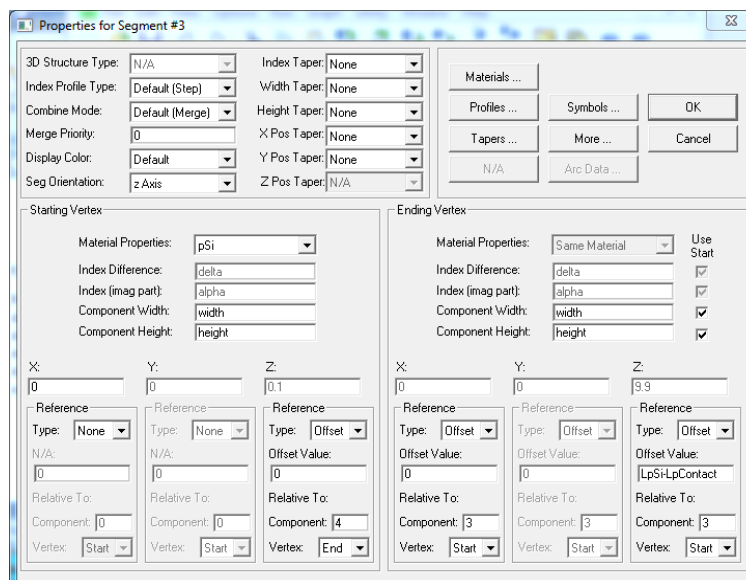 Properties for Segment #3
3D Structure Type: N/A Index Taper: None
Index Profile Type: Default (Step) Width Taper: None
Combine Mode: Default (Merge) Height Taper: None
Merge Priority: 0 X Pos Taper: None
Display Color: Default Y Pos Taper: None
Seg Orientation: z Axis Z Pos Taper: N/A
Materials ...
Profiles ... Symbols ... OK
Tapers ... More ... Cancel
N/A Arc Data ...
Starting Vertex
Material Properties: pSi
Index Difference: delta
Index (imag part): alpha
Component Width: width
Component Height: height
X: Y: Z:
0 0 0.1
Reference Reference Reference
Type: None Type: None Type: Offset
N/A: N/A: Offset Value:
0 0 0
Relative To: Relative To: Relative To:
Component: 0 Component: 0 Component: 4
Vertex: Start Vertex: Start Vertex: End
Ending Vertex
Material Properties: Same Material Use Start
Index Difference: delta
Index (imag part): alpha
Component Width: width
Component Height: height
X: Y: Z:
0 0 9.9
Reference Reference Reference
Type: Offset Type: Offset Type: Offset
Offset Value: Offset Value: Offset Value:
0 0 LpSi-LpContact
Relative To: Relative To: Relative To:
Component: 3 Component: 3 Component: 3
Vertex: Start Vertex: Start Vertex: Start